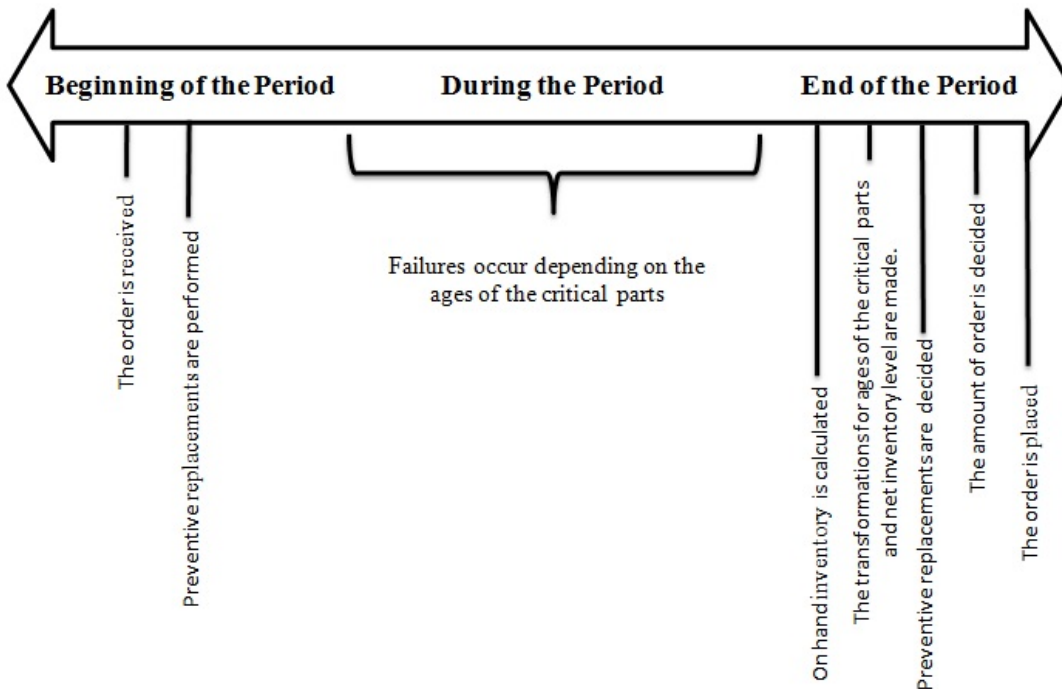 Beginning of the Period
During the Period
End of the Period
The order is received
Preventive replacements are performed
Failures occur depending on the
ages of the critical parts
On hand inventory is calculated
The transformations for ages of the critical parts
and net inventory level are made.
Preventive replacements are decided
The amount of order is decided
The order is placed